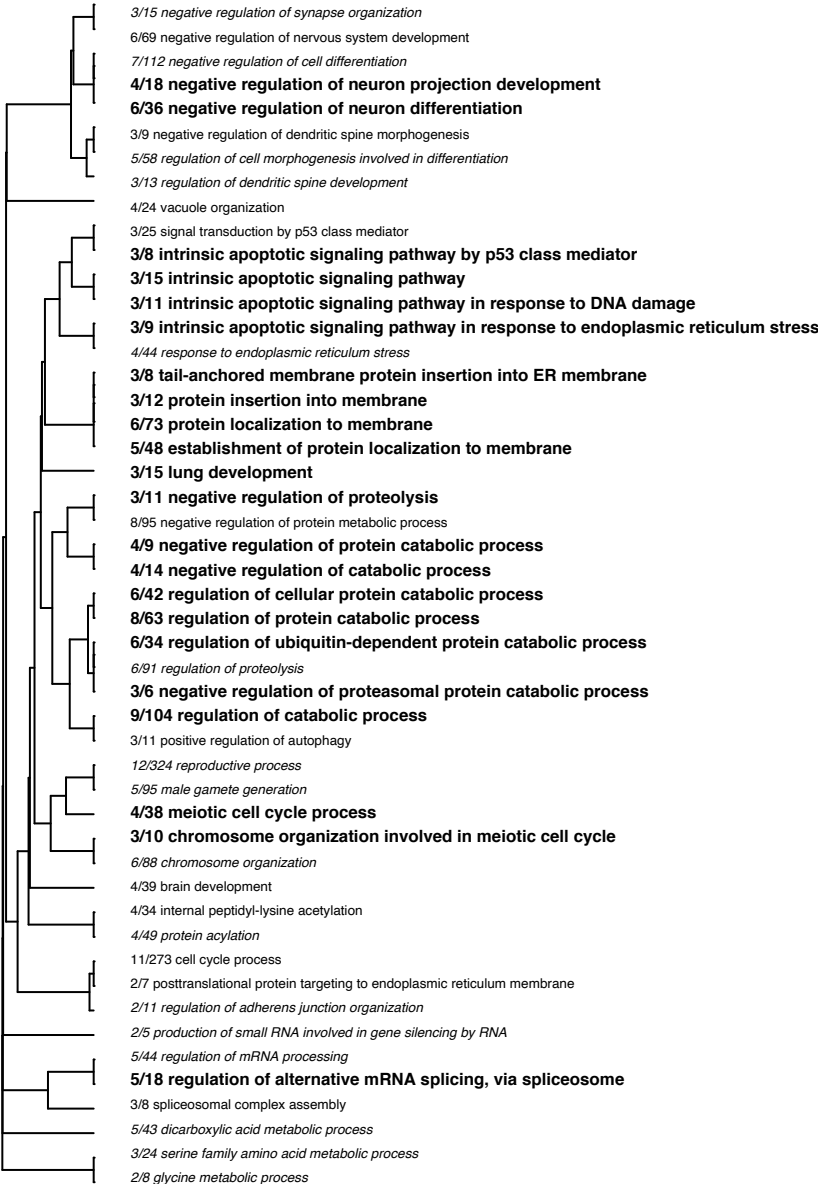 3/15 negative regulation of synapse organization
6/69 negative regulation of nervous system development
7/112 negative regulation of cell differentiation
4/18 negative regulation of neuron projection development
6/36 negative regulation of neuron differentiation
3/9 negative regulation of dendritic spine morphogenesis
5/58 regulation of cell morphogenesis involved in differentiation
3/13 regulation of dendritic spine development
4/24 vacuole organization
3/25 signal transduction by p53 class mediator
3/8 intrinsic apoptotic signaling pathway by p53 class mediator
3/15 intrinsic apoptotic signaling pathway
3/11 intrinsic apoptotic signaling pathway in response to DNA damage
3/9 intrinsic apoptotic signaling pathway in response to endoplasmic reticulum stress
4/44 response to endoplasmic reticulum stress
3/8 tail-anchored membrane protein insertion into ER membrane
3/12 protein insertion into membrane
6/73 protein localization to membrane
5/48 establishment of protein localization to membrane
3/15 lung development
3/11 negative regulation of proteolysis
8/95 negative regulation of protein metabolic process
4/9 negative regulation of protein catabolic process
4/14 negative regulation of catabolic process
6/42 regulation of cellular protein catabolic process
8/63 regulation of protein catabolic process
6/34 regulation of ubiquitin-dependent protein catabolic process
6/91 regulation of proteolysis
3/6 negative regulation of proteasomal protein catabolic process
9/104 regulation of catabolic process
3/11 positive regulation of autophagy
12/324 reproductive process
5/95 male gamete generation
4/38 meiotic cell cycle process
3/10 chromosome organization involved in meiotic cell cycle
6/88 chromosome organization
4/39 brain development
4/34 internal peptidyl-lysine acetylation
4/49 protein acylation
11/273 cell cycle process
2/7 posttranslational protein targeting to endoplasmic reticulum membrane
2/11 regulation of adherens junction organization
2/5 production of small RNA involved in gene silencing by RNA
5/44 regulation of mRNA processing
5/18 regulation of alternative mRNA splicing, via spliceosome
3/8 spliceosomal complex assembly
5/43 dicarboxylic acid metabolic process
3/24 serine family amino acid metabolic process
2/8 glycine metabolic process